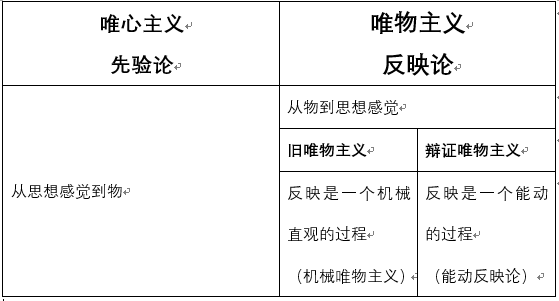 唯心主义
先验论
唯物主义
反映论
从思想感觉到物
从物到思想感觉
旧唯物主义
辩证唯物主义
反映是一个机械
直观的过程
（机械唯物主义）
反映是一个能动
的过程
（能动反映论）